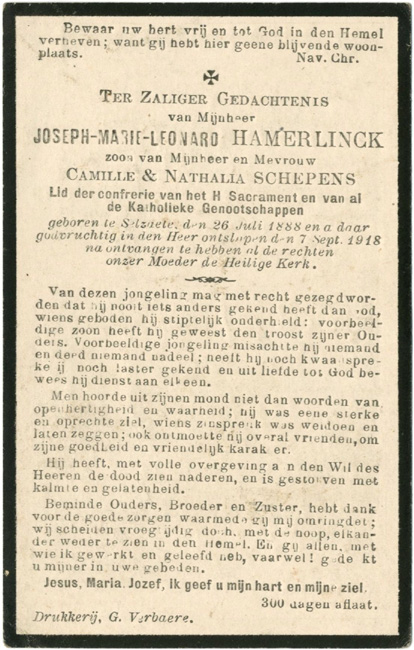 Bewaar uw hert vrij en tot God in den Hemel
verheven; want gij hebt hier geene blijvende woon-
plaats. Nav. Chr.
TER ZALIGER GEDACHTENIS
van Mijnheer
JOSEPH-MARIE-LEONARD HAMERLINCK
zoon van Mijnheer en Mevrouw
CAMILLE & NATHALIA SCHEPENS
Lid der confrerie van het H Sacrament en van al
de Katholieke Genootschappen
geboren te Selzaete, den 26 Juli 1888 en a daar
godvruchtig in den Heer ontslapen den 7 Sept. 1918
na ontvangen te hebben al de rechten
onzer Moeder de Heilige Kerk.
Van dezen jongeling mag met recht gezegd wor-
den dat hij nooit iets anders gekend heeft dan God,
wiens geboden hij stiptelijk onderhield: voorbeel-
dige zoon heeft hij geweest den troost zijner Ou-
ders. Voorbeeldige jongeling misachtte hij niemand
en deed niemand nadeel; neeft hij noch kwaadspre-
ke ij noch laster gekend en uit liefde tot God be-
wees hij dienst aan elkeen.
Men hoorde uit zijnen mond niet dan woorden van
openhertigheid en waarheid; hij was eene sterke
en oprechte ziel, wiens zinspreuk was weldoen en
laten zeggen; ook ontmoette hij overal vrienden, om
zijne goedheid en vriendelijk karak er.
Hij heeft, met volle overgeving a n den Wil des
Heeren de dood zien naderen, en is gestorven met
kalmte en gelatenheid.
Beminde Ouders, Broeder en Zuster, hebt dank
voor de goede zorgen waarmede gij mij omringdet;
wij scheiden vroegtijdig doch, met de hoop, elkan-
der weder te zien in den Hemel. En gij allen, met
wie ik gewerkt en geleefd heb, vaarwel! gedekt
u mijner in uwe gebeden.
Jesus, Maria, Jozef, ik geef u mijn hart en mijne ziel.
300 dagen aflaat.
Drukkerij, G. Verbaere.